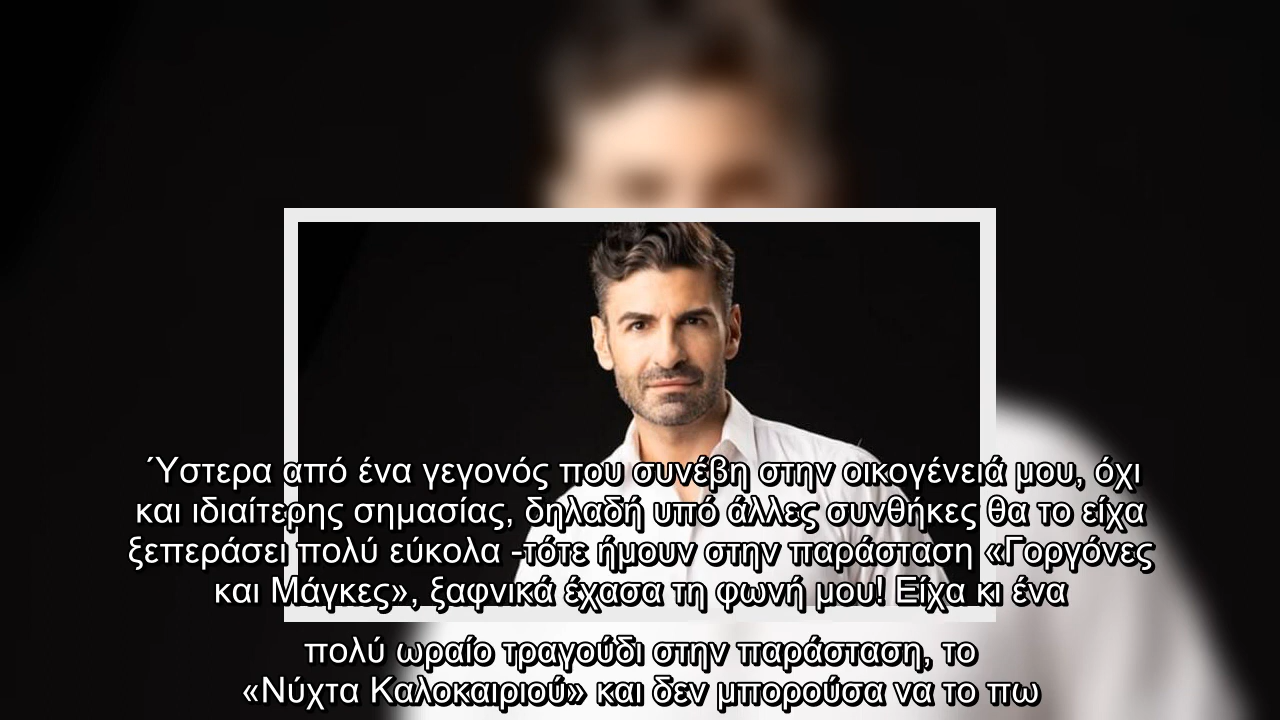 Ύστερα από ένα γεγονός που συνέβη στην οικογένειά μου, όχι
και ιδιαίτερης σημασίας, δηλαδή υπό άλλες συνθήκες θα το είχα
ξεπεράσει πολύ εύκολα -τότε ήμουν στην παράσταση «Γοργόνες
και Μάγκες», ξαφνικά έχασα τη φωνή μου! Είχα κι ένα
πολύ ωραίο τραγούδι στην παράσταση, το
«Νύχτα Καλοκαιριού» και δεν μπορούσα να το πω